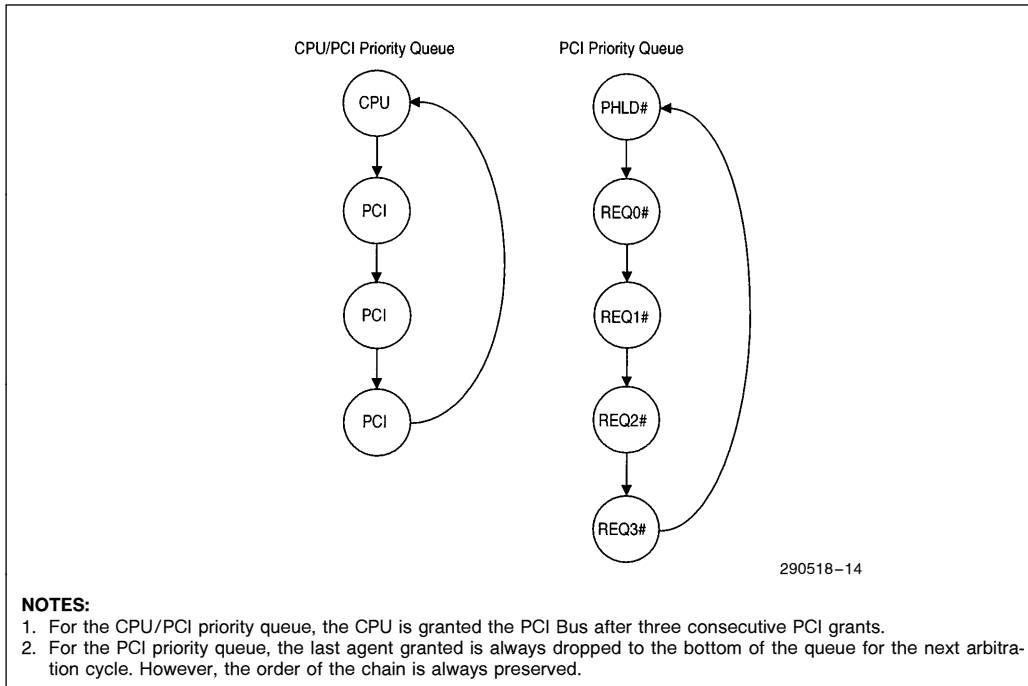 CPU/PCI Priority Queue
CPU
PCI
PCI
PCI
PCI Priority Queue
PHLD#
REQ0#
REQ1#
REQ2#
REQ3#
290518–14
NOTES:
1. For the CPU/PCI priority queue, the CPU is granted the PCI Bus after three consecutive PCI grants.
2. For the PCI priority queue, the last agent granted is always dropped to the bottom of the queue for the next arbitra-
tion cycle. However, the order of the chain is always preserved.